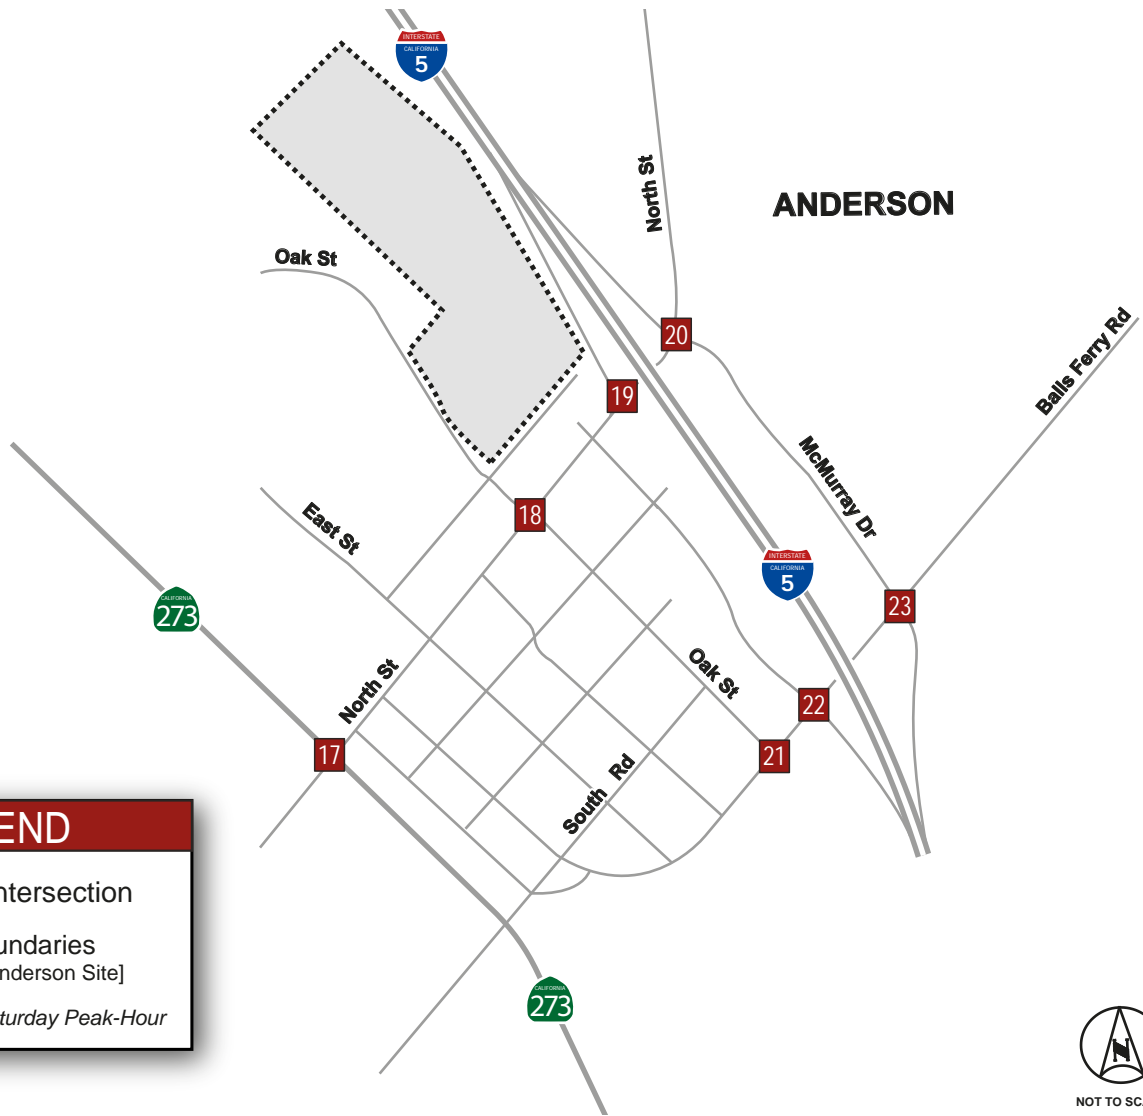 INTERSTATE
CALIFORNIA
5
North St
ANDERSON
Oak St
20
Balls Ferry Rd
19
McMurray Dr
East St
18
INTERSTATE
CALIFORNIA
5
CALIFORNIA
273
23
North St
Oak St
22
17
21
South Rd
END
ntersection
undaries
nderson Site]
turday Peak-Hour
CALIFORNIA
273
N
NOT TO SC